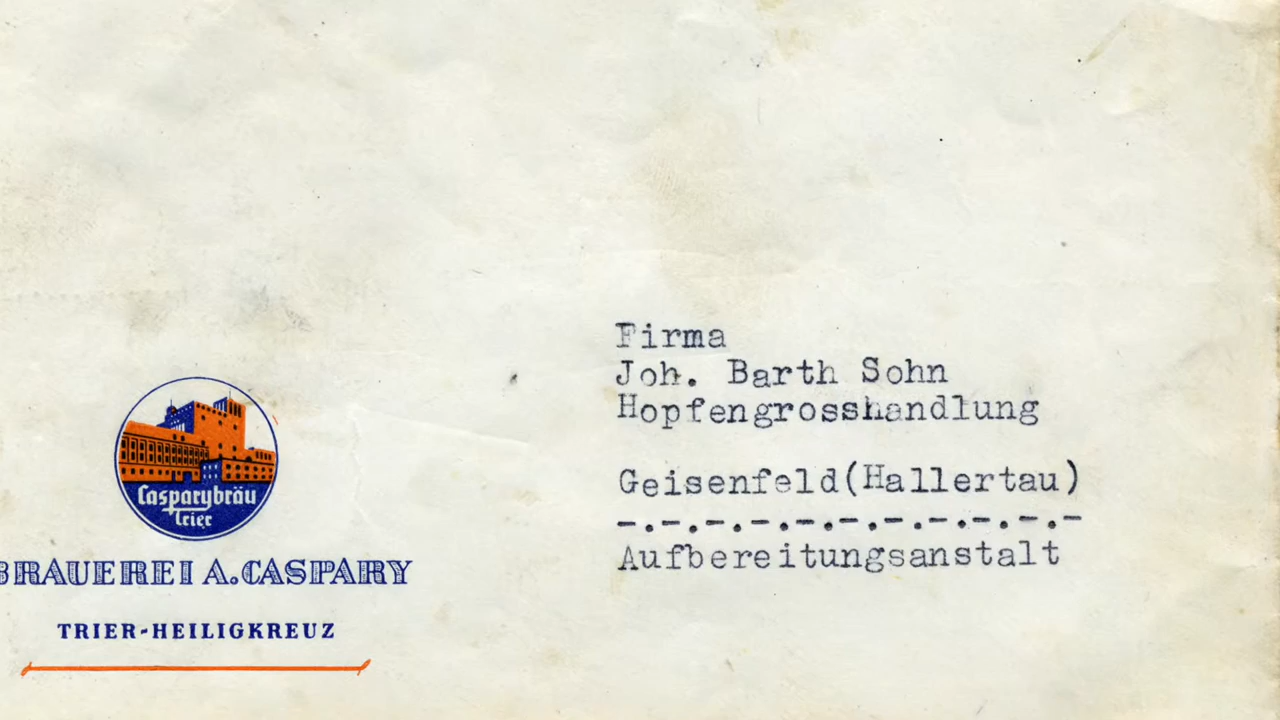 Casparybräu
Trier
BRAUEREI A. CASPARY
TRIER-HEILIGKREUZ
Firma
Joh. Barth Sohn
Hopfengrosshandlung
Geisenfeld(Hallertau)
-.-.-.-.-.-.-.-.-.-.-
Aufbereitungsanstalt